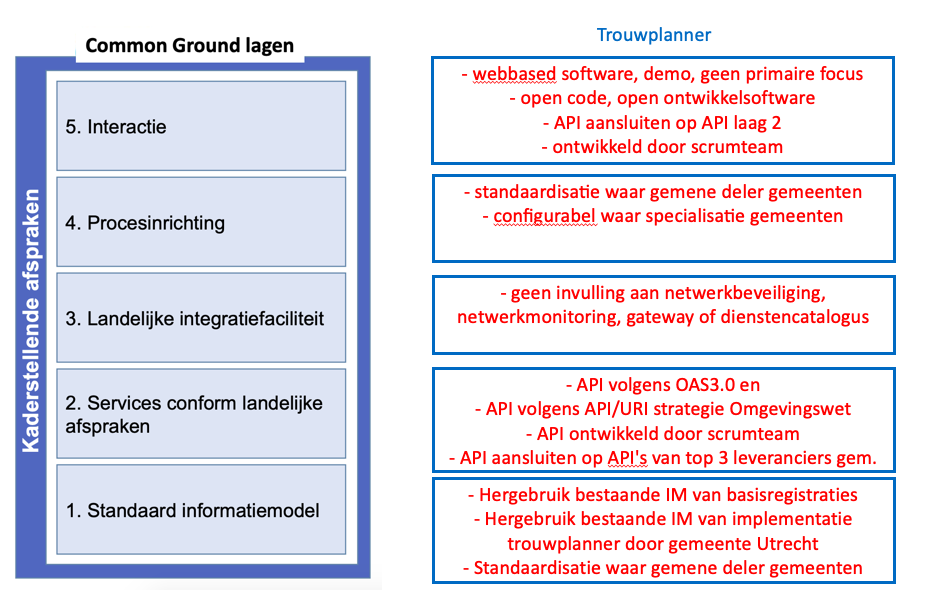 Common Ground lagen
Kaderstellende afspraken
5. Interactie
4. Procesinrichting
3. Landelijke integratiefaciliteit
2. Services conform landelijke
afspraken
1. Standaard informatiemodel
Trouwplanner
- webbased software, demo, geen primaire focus
- open code, open ontwikkelsoftware
- API aansluiten op API laag 2
- ontwikkeld door scrumteam
- standaardisatie waar gemene deler gemeenten
- configurabel waar specialisatie gemeenten
- geen invulling aan netwerkbeveiliging,
netwerkmonitoring, gateway of dienstencatalogus
- API volgens OAS3.0 en
- API volgens API/URI strategie Omgevingswet
- API ontwikkeld door scrumteam
- API aansluiten op API's van top 3 leveranciers gem.
- Hergebruik bestaande IM van basisregistraties
- Hergebruik bestaande IM van implementatie
trouwplanner door gemeente Utrecht
- Standaardisatie waar gemene deler gemeenten